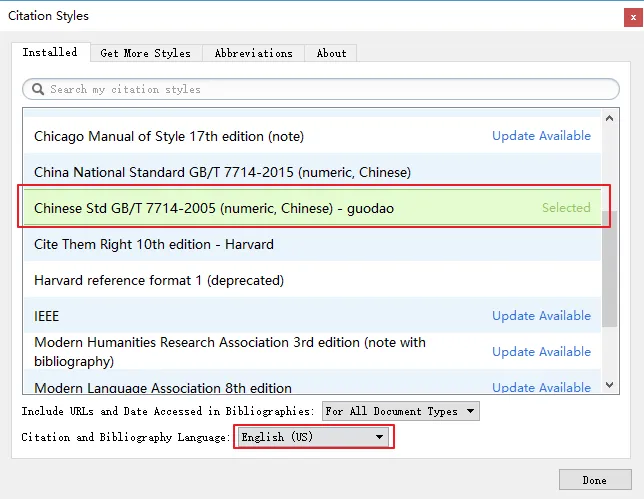 Citation Styles
Installed
Get More Styles
Abbreviations
About
Search my citation styles
Chicago Manual of Style 17th edition (note) Update Available
China National Standard GB/T 7714-2015 (numeric, Chinese)
Chinese Std GB/T 7714-2005 (numeric, Chinese) - guodao Selected
Cite Them Right 10th edition - Harvard
Harvard reference format 1 (deprecated)
IEEE Update Available
Modern Humanities Research Association 3rd edition (note with
bibliography) Update Available
Modern Language Association 8th edition Update Available
Include URLs and Date Accessed in Bibliographies: For All Document Types
Citation and Bibliography Language: English (US)
Done